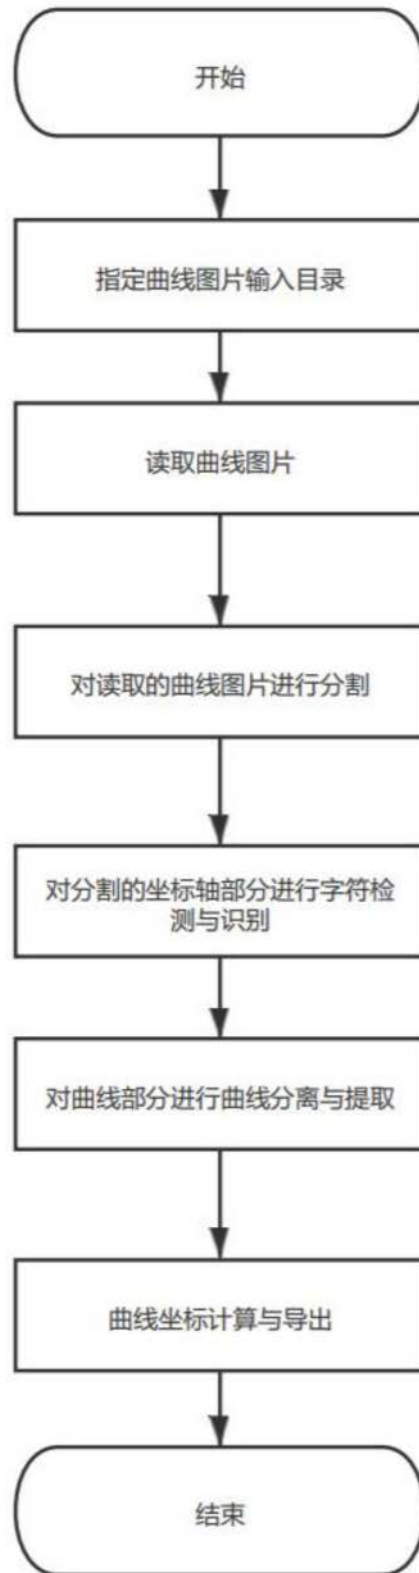 开始
指定曲线图片输入目录
读取曲线图片
对读取的曲线图片进行分割
对分割的坐标轴部分进行字符检
测与识别
对曲线部分进行曲线分离与提取
曲线坐标计算与导出
结束